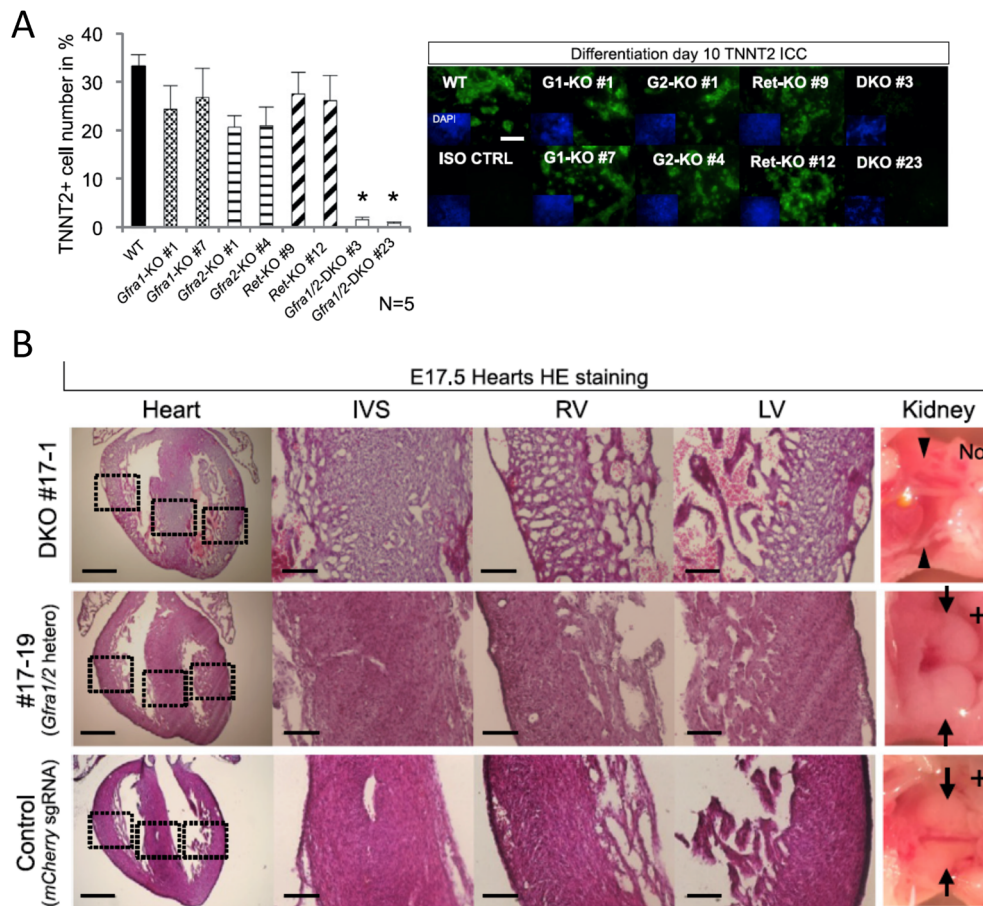 A
TNNT2+ cell number in %
40
30
20
10
0
WT
Gfra1-KO #1
Gfra1-KO #7
Gfra2-KO #1
Gfra2-KO #4
Ret-KO #9
Ret-KO #12
Gfra1/2-DKO #3
Gfra1/2-DKO #23
* *
N=5
Differentiation day 10 TNNT2 ICC
WT G1-KO #1 G2-KO #1 Ret-KO #9 DKO #3
DAPI
ISO CTRL G1-KO #7 G2-KO #4 Ret-KO #12 DKO #23
B
E17.5 Hearts HE staining
Heart IVS RV LV Kidney
DKO #17-1
No
#17-19
(Gfra1/2 hetero)
+
Control
(mCherry sgRNA)
+